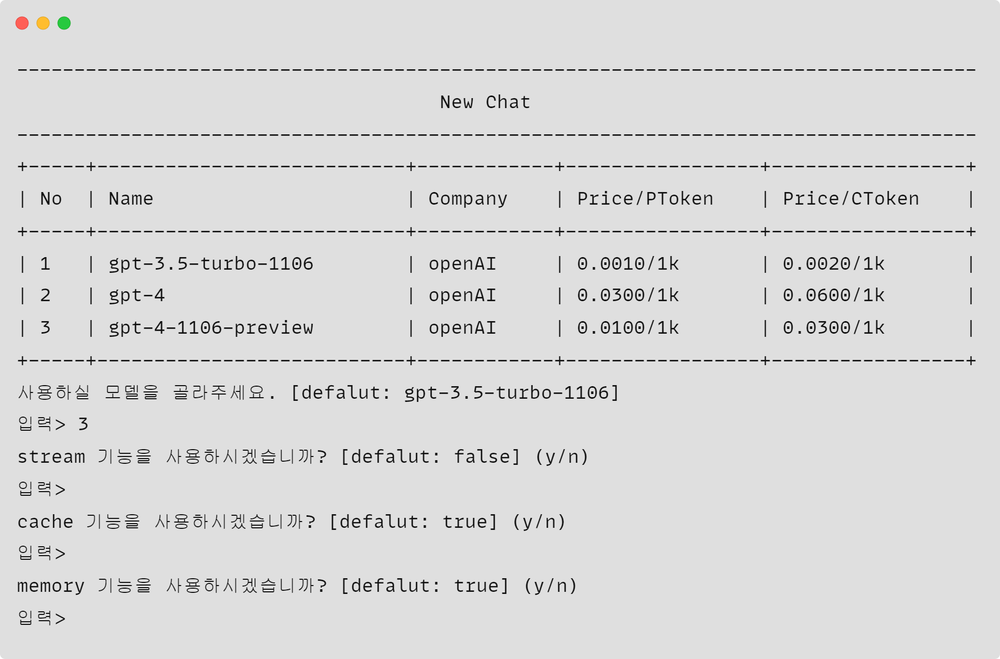 -------------------------------------------------------------------------------------
New Chat
-------------------------------------------------------------------------------------
+-----+---------------------------+------------+-----------------+-----------------+
| No  | Name                      | Company    | Price/PToken    | Price/CToken    |
+-----+---------------------------+------------+-----------------+-----------------+
| 1   | gpt-3.5-turbo-1106        | openAI     | 0.0010/1k       | 0.0020/1k       |
| 2   | gpt-4                     | openAI     | 0.0300/1k       | 0.0600/1k       |
| 3   | gpt-4-1106-preview        | openAI     | 0.0100/1k       | 0.0300/1k       |
+-----+---------------------------+------------+-----------------+-----------------+
사용하실 모델을 골라주세요. [defalut: gpt-3.5-turbo-1106]
입력> 3
stream 기능을 사용하시겠습니까? [defalut: false] (y/n)
입력>
cache 기능을 사용하시겠습니까? [defalut: true] (y/n)
입력>
memory 기능을 사용하시겠습니까? [defalut: true] (y/n)
입력>